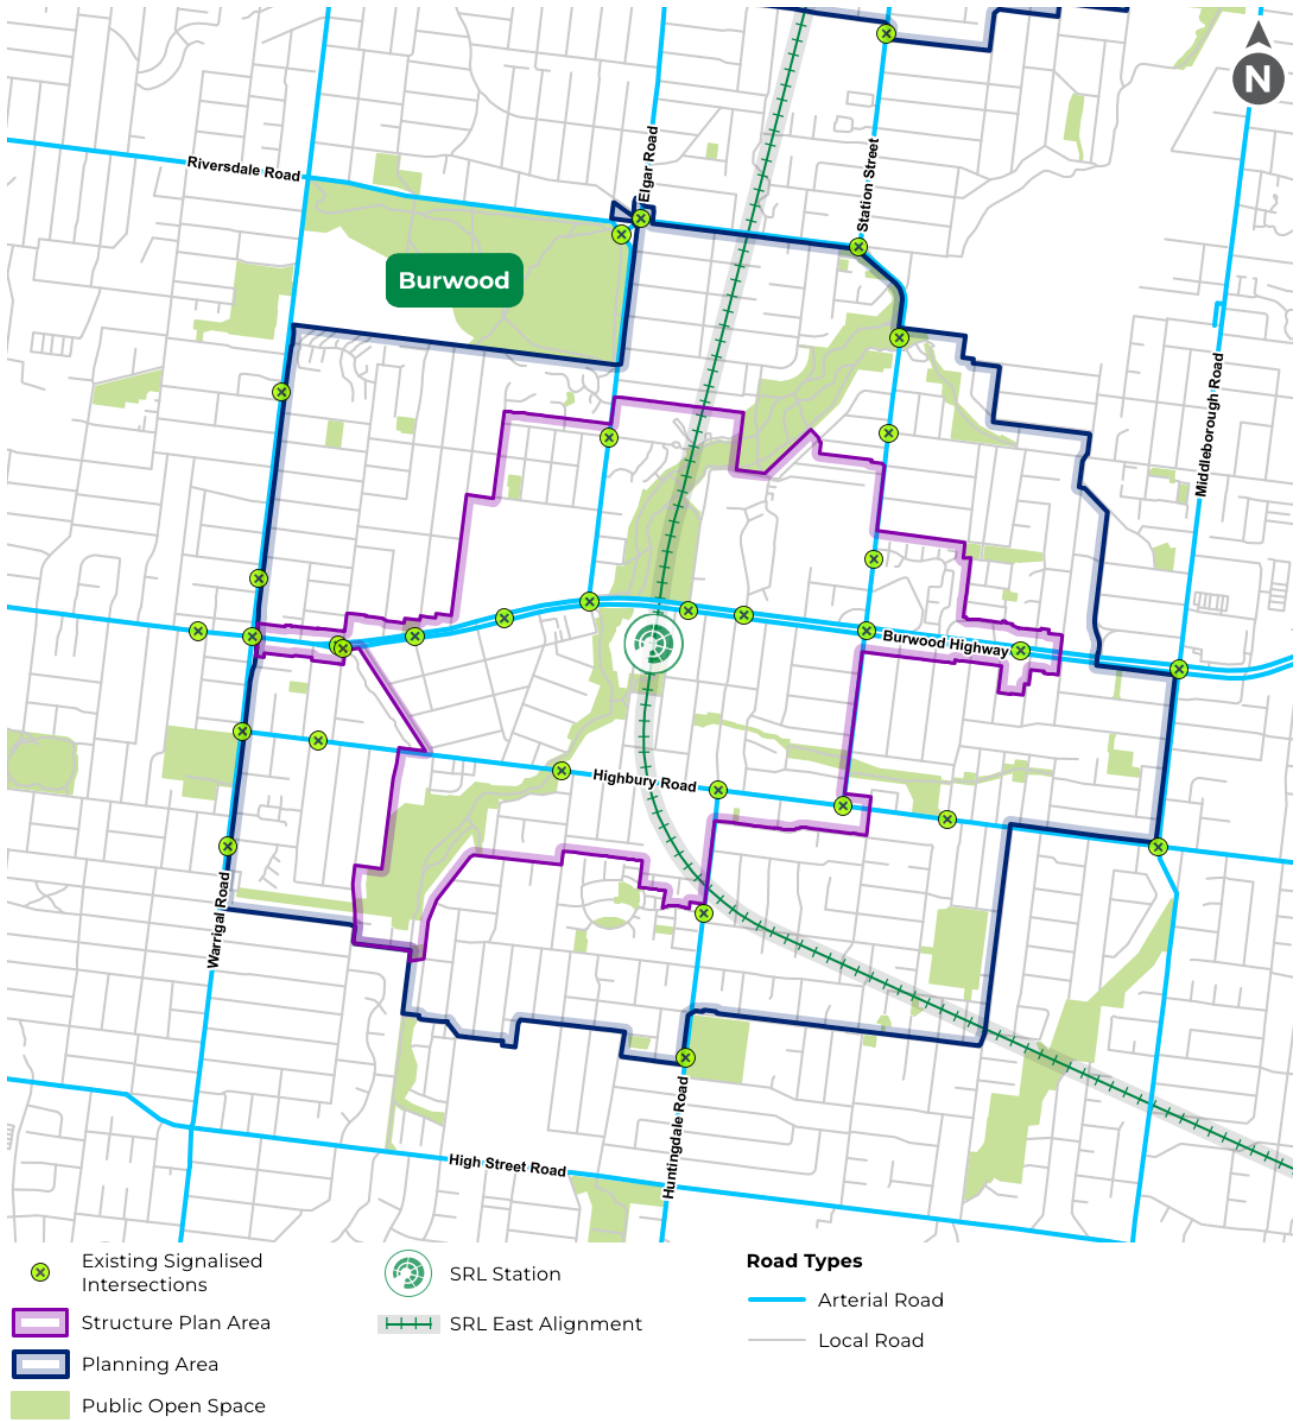 N
Elgar Road
Station Street
Riversdale Road
Burwood
Middleborough Road
Burwood Highway
Highbury Road
Warrigal Road
Huntingdale Road
High Street Road
Existing Signalised
Intersections
Structure Plan Area
Planning Area
Public Open Space
SRL Station
SRL East Alignment
Road Types
Arterial Road
Local Road